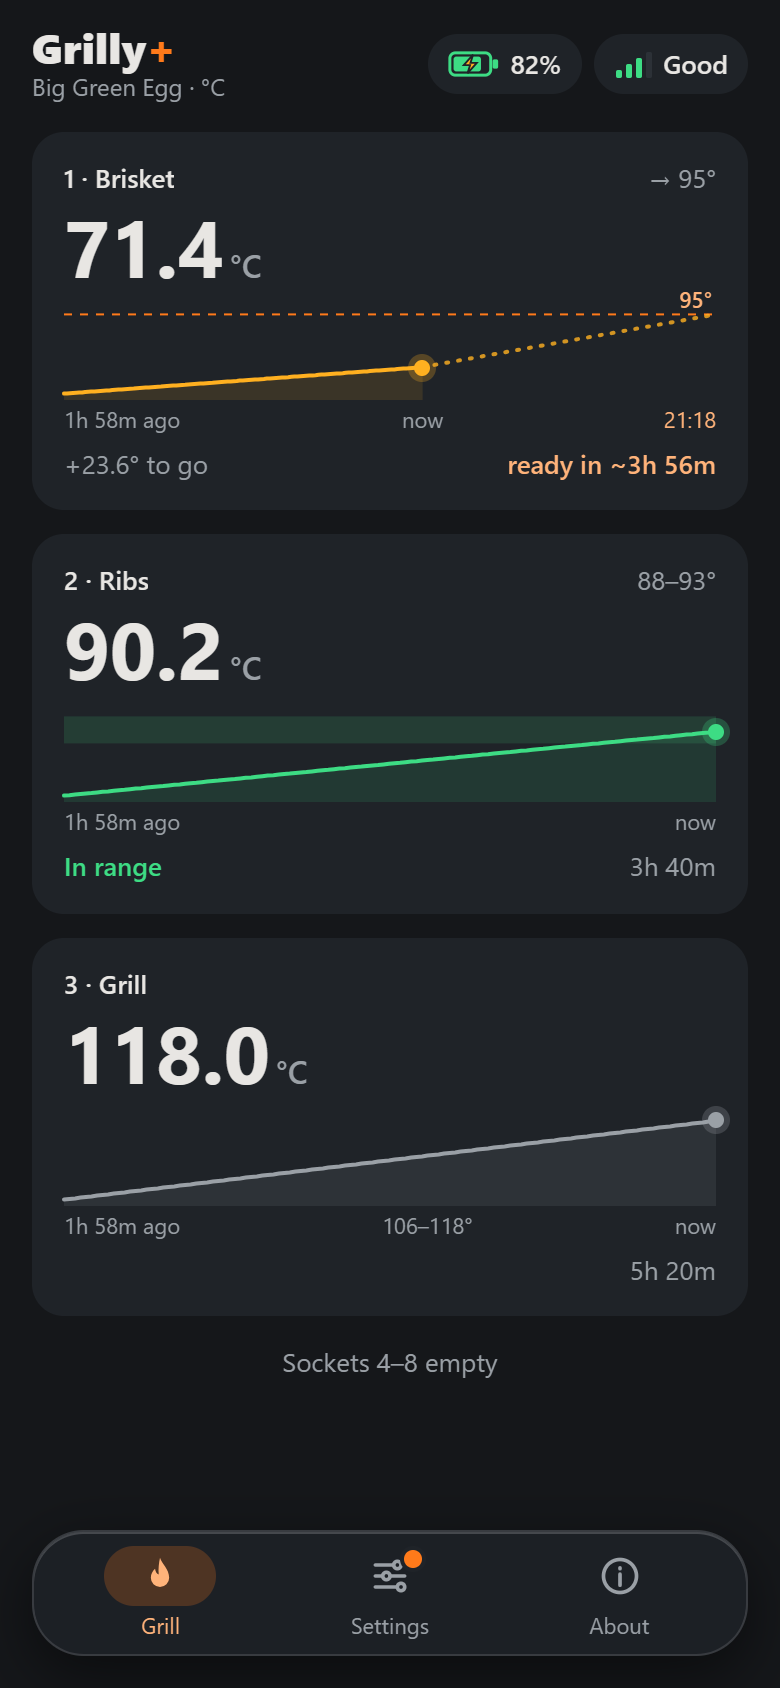 Grilly+
Big Green Egg · °C
82%
Good
1 · Brisket
→ 95°
71.4 °C
95°
1h 58m ago
now
21:18
+23.6° to go
ready in ~3h 56m
2 · Ribs
88–93°
90.2 °C
1h 58m ago
now
In range
3h 40m
3 · Grill
118.0 °C
1h 58m ago
106–118°
now
5h 20m
Sockets 4–8 empty
Grill
Settings
About